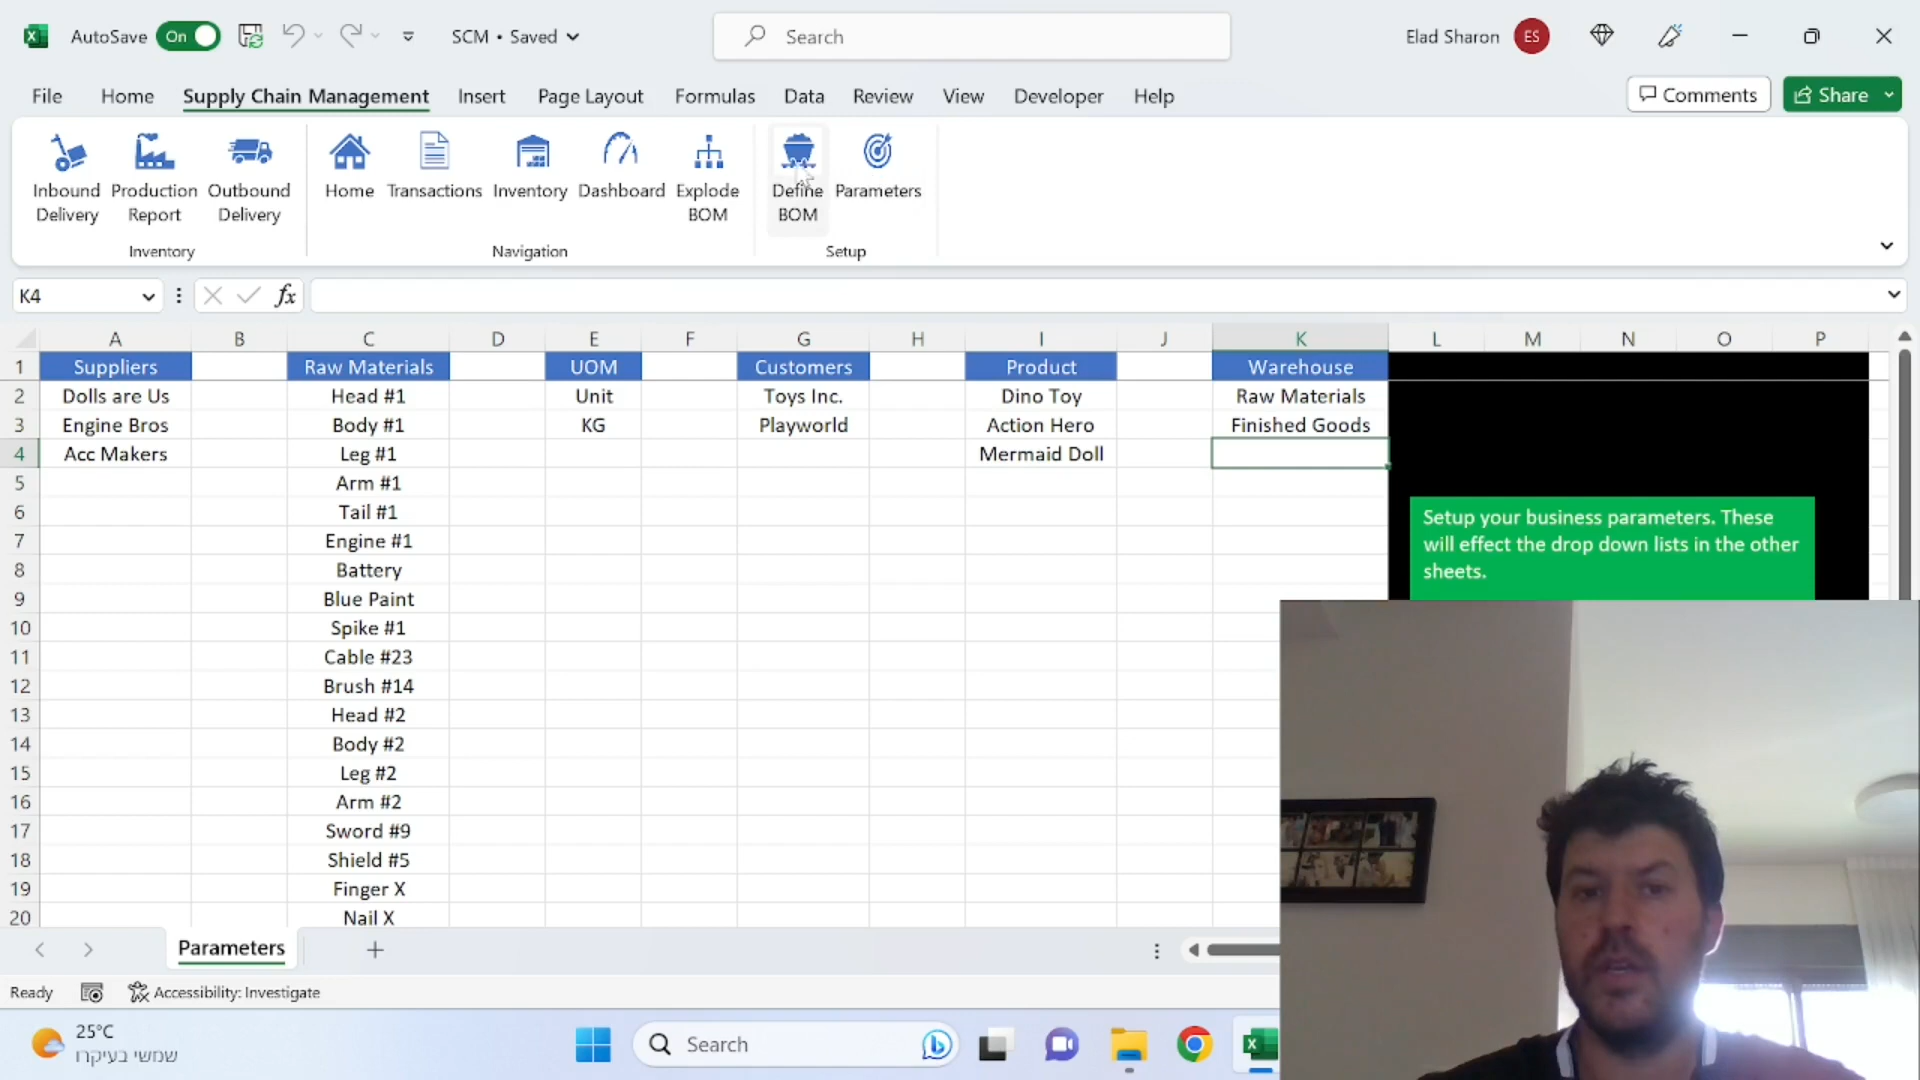 AutoSave On SCM • Saved Search Elad Sharon ES
File Home Supply Chain Management Insert Page Layout Formulas Data Review View Developer Help Comments Share
Inbound Delivery
Production Report
Outbound Delivery
Inventory
Home
Transactions
Inventory
Dashboard
Explode BOM
Navigation
Define BOM
Parameters
Setup
K4 fx
A B C D E F G H I J K L M N O P
1 Suppliers Raw Materials UOM Customers Product Warehouse
2 Dolls are Us Head #1 Unit Toys Inc. Dino Toy Raw Materials
3 Engine Bros Body #1 KG Playworld Action Hero Finished Goods
4 Acc Makers Leg #1 Mermaid Doll
5 Arm #1
6 Tail #1
7 Engine #1
8 Battery
9 Blue Paint
10 Spike #1
11 Cable #23
12 Brush #14
13 Head #2
14 Body #2
15 Leg #2
16 Arm #2
17 Sword #9
18 Shield #5
19 Finger X
20 Nail X
Setup your business parameters. These
will effect the drop down lists in the other
sheets.
Parameters
Ready Accessibility: Investigate
25°C
שמשי בעיקרו
Search